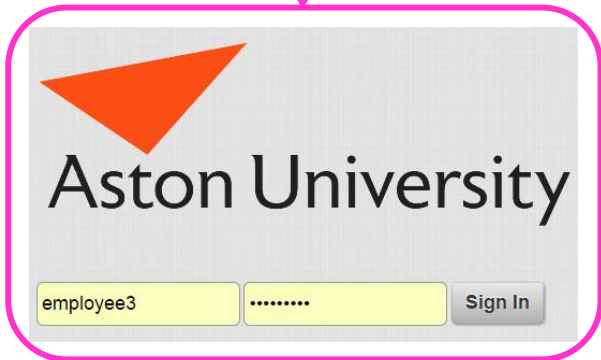 Aston University
employee3 ••••••••• Sign In